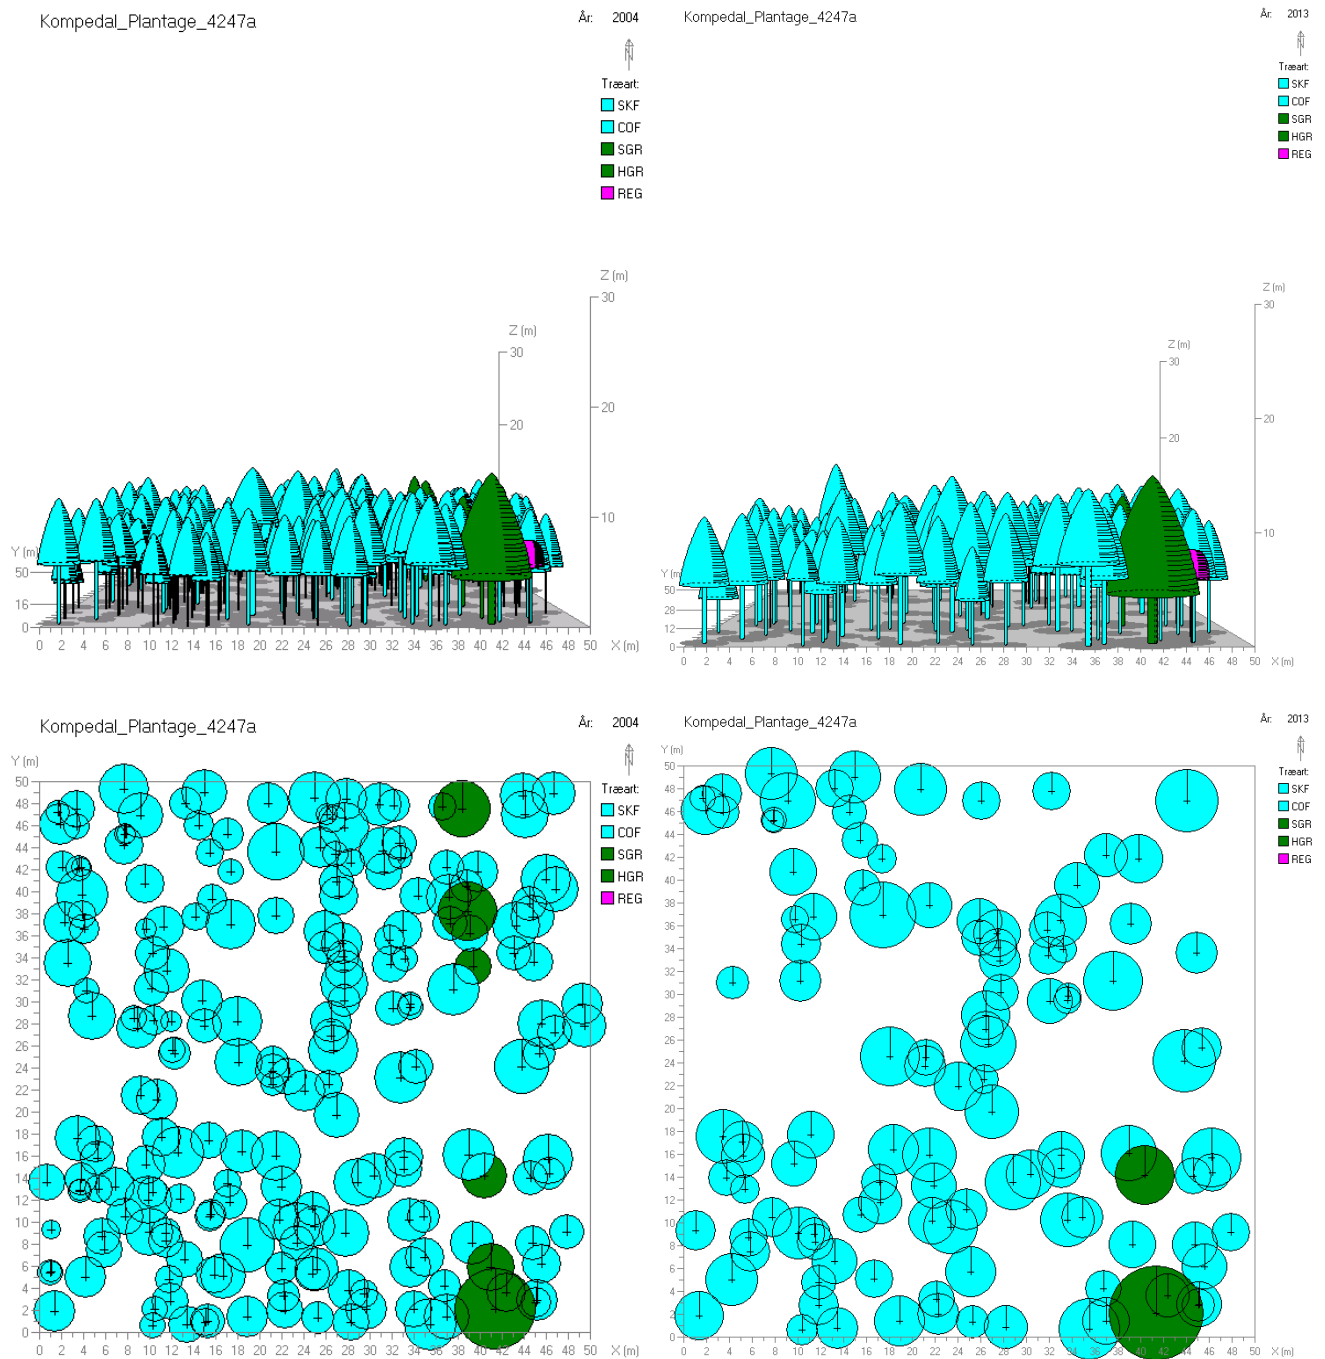 Kompedal_Plantage_4247a
År: 2004
N
Træart:
SKF
COF
SGR
HGR
REG
Z (m)
30
Z (m)
30
20
20
10
Y (m)
50
16
0
0 2 4 6 8 10 12 14 16 18 20 22 24 26 28 30 32 34 36 38 40 42 44 46 48 50 X (m)
Kompedal_Plantage_4247a
År: 2013
N
Træart:
SKF
COF
SGR
HGR
REG
Z (m)
30
Z (m)
30
20
20
10
Y (m)
50
28
12
0
0 2 4 6 8 10 12 14 16 18 20 22 24 26 28 30 32 34 36 38 40 42 44 46 48 50 X (m)
Kompedal_Plantage_4247a
År: 2004
N
Træart:
SKF
COF
SGR
HGR
REG
Y (m)
50
48
46
44
42
40
38
36
34
32
30
28
26
24
22
20
18
16
14
12
10
8
6
4
2
0
0 2 4 6 8 10 12 14 16 18 20 22 24 26 28 30 32 34 36 38 40 42 44 46 48 50 X (m)
Kompedal_Plantage_4247a
År: 2013
N
Træart:
SKF
COF
SGR
HGR
REG
Y (m)
50
48
46
44
42
40
38
36
34
32
30
28
26
24
22
20
18
16
14
12
10
8
6
4
2
0
0 2 4 6 8 10 12 14 16 18 20 22 24 26 28 30 32 34 36 38 40 42 44 46 48 50 X (m)